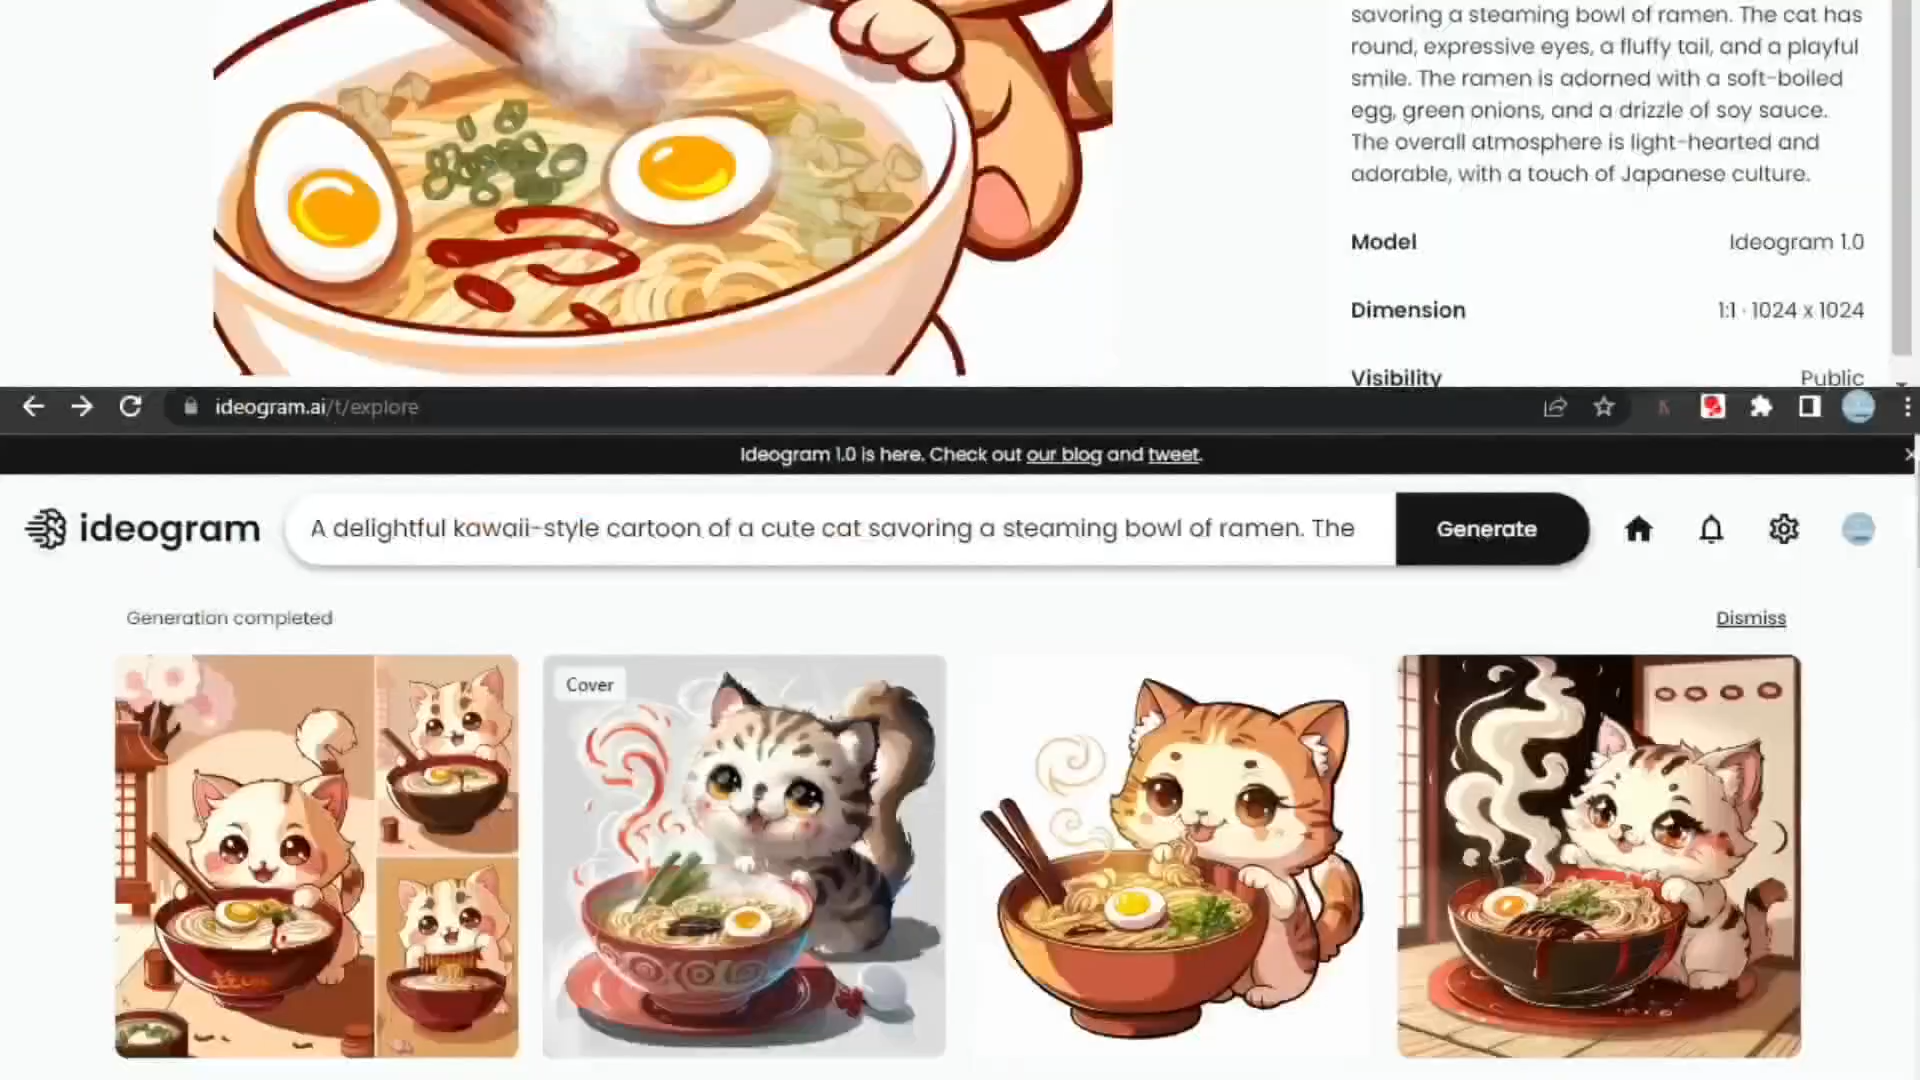 savoring a steaming bowl of ramen. The cat has
round, expressive eyes, a fluffy tail, and a playful
smile. The ramen is adorned with a soft-boiled
egg, green onions, and a drizzle of soy sauce.
The overall atmosphere is light-hearted and
adorable, with a touch of Japanese culture.
Model Ideogram 1.0
Dimension 1:1 · 1024 x 1024
Visibility Public
ideogram.ai/t/explore
Ideogram 1.0 is here. Check out our blog and tweet.
ideogram
A delightful kawaii-style cartoon of a cute cat savoring a steaming bowl of ramen. The
Generate
Generation completed
Dismiss
Cover